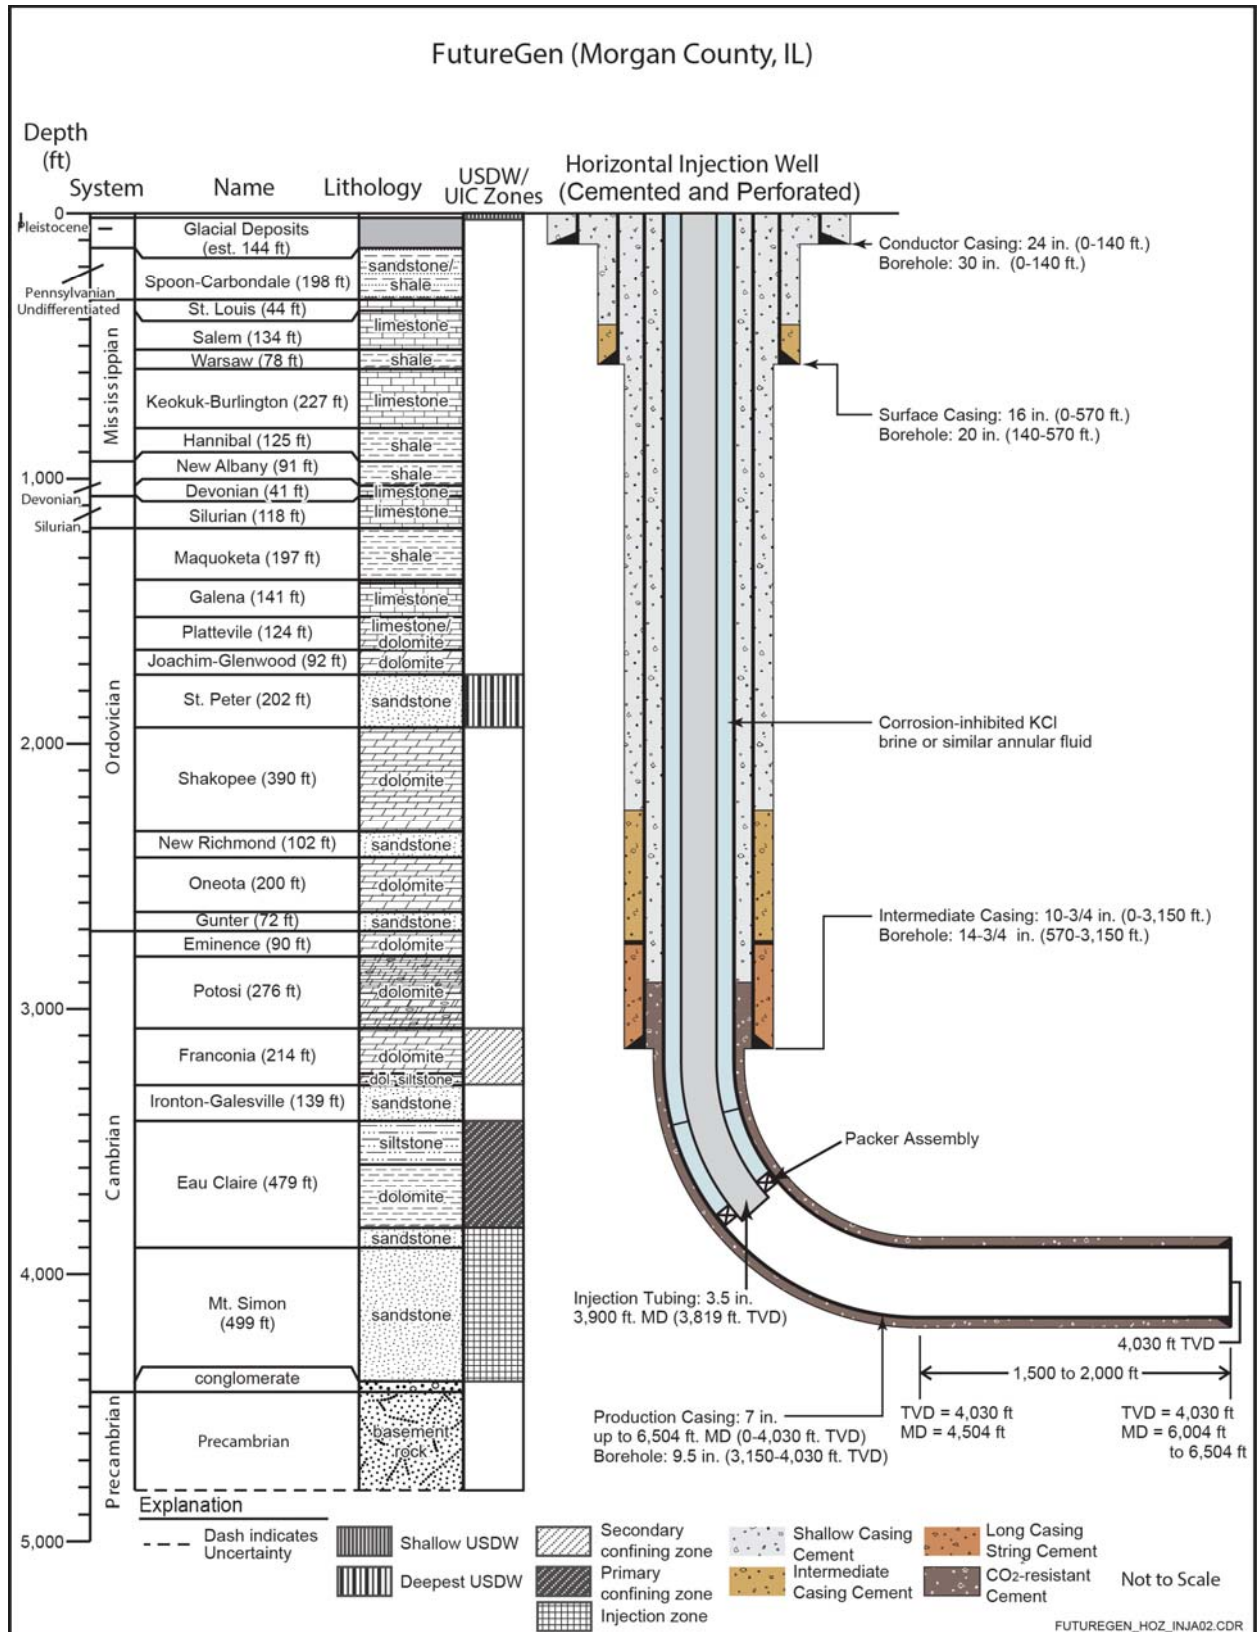 FutureGen (Morgan County, IL)
Depth
(ft)
System
Name
Lithology
USDW/
UIC Zones
Horizontal Injection Well
(Cemented and Perforated)
0
1,000
2,000
3,000
4,000
5,000
Pleistocene
Pennsylvanian
Undifferentiated
Mississippian
Devonian
Silurian
Ordovician
Cambrian
Precambrian
Glacial Deposits
(est. 144 ft)
Spoon-Carbondale (198 ft)
sandstone/
shale
St. Louis (44 ft)
Salem (134 ft)
limestone
Warsaw (78 ft)
shale
Keokuk-Burlington (227 ft)
limestone
Hannibal (125 ft)
shale
New Albany (91 ft)
shale
Devonian (41 ft)
limestone
Silurian (118 ft)
limestone
Maquoketa (197 ft)
shale
Galena (141 ft)
limestone
Plattevile (124 ft)
limestone/
dolomite
Joachim-Glenwood (92 ft)
dolomite
St. Peter (202 ft)
sandstone
Shakopee (390 ft)
dolomite
New Richmond (102 ft)
sandstone
Oneota (200 ft)
dolomite
Gunter (72 ft)
sandstone
Eminence (90 ft)
dolomite
Potosi (276 ft)
dolomite
Franconia (214 ft)
dolomite
dol-siltstone
Ironton-Galesville (139 ft)
sandstone
Eau Claire (479 ft)
siltstone
dolomite
sandstone
Mt. Simon
(499 ft)
sandstone
conglomerate
Precambrian
basement
rock
Conductor Casing: 24 in. (0-140 ft.)
Borehole: 30 in. (0-140 ft.)
Surface Casing: 16 in. (0-570 ft.)
Borehole: 20 in. (140-570 ft.)
Corrosion-inhibited KCl
brine or similar annular fluid
Intermediate Casing: 10-3/4 in. (0-3,150 ft.)
Borehole: 14-3/4 in. (570-3,150 ft.)
Packer Assembly
Injection Tubing: 3.5 in.
3,900 ft. MD (3,819 ft. TVD)
4,030 ft TVD
1,500 to 2,000 ft
Production Casing: 7 in.
up to 6,504 ft. MD (0-4,030 ft. TVD)
Borehole: 9.5 in. (3,150-4,030 ft. TVD)
TVD = 4,030 ft
MD = 4,504 ft
TVD = 4,030 ft
MD = 6,004 ft
to 6,504 ft
Explanation
Dash indicates
Uncertainty
Shallow USDW
Deepest USDW
Secondary
confining zone
Primary
confining zone
Injection zone
Shallow Casing
Cement
Intermediate
Casing Cement
Long Casing
String Cement
CO2-resistant
Cement
Not to Scale
FUTUREGEN_HOZ_INJA02.CDR